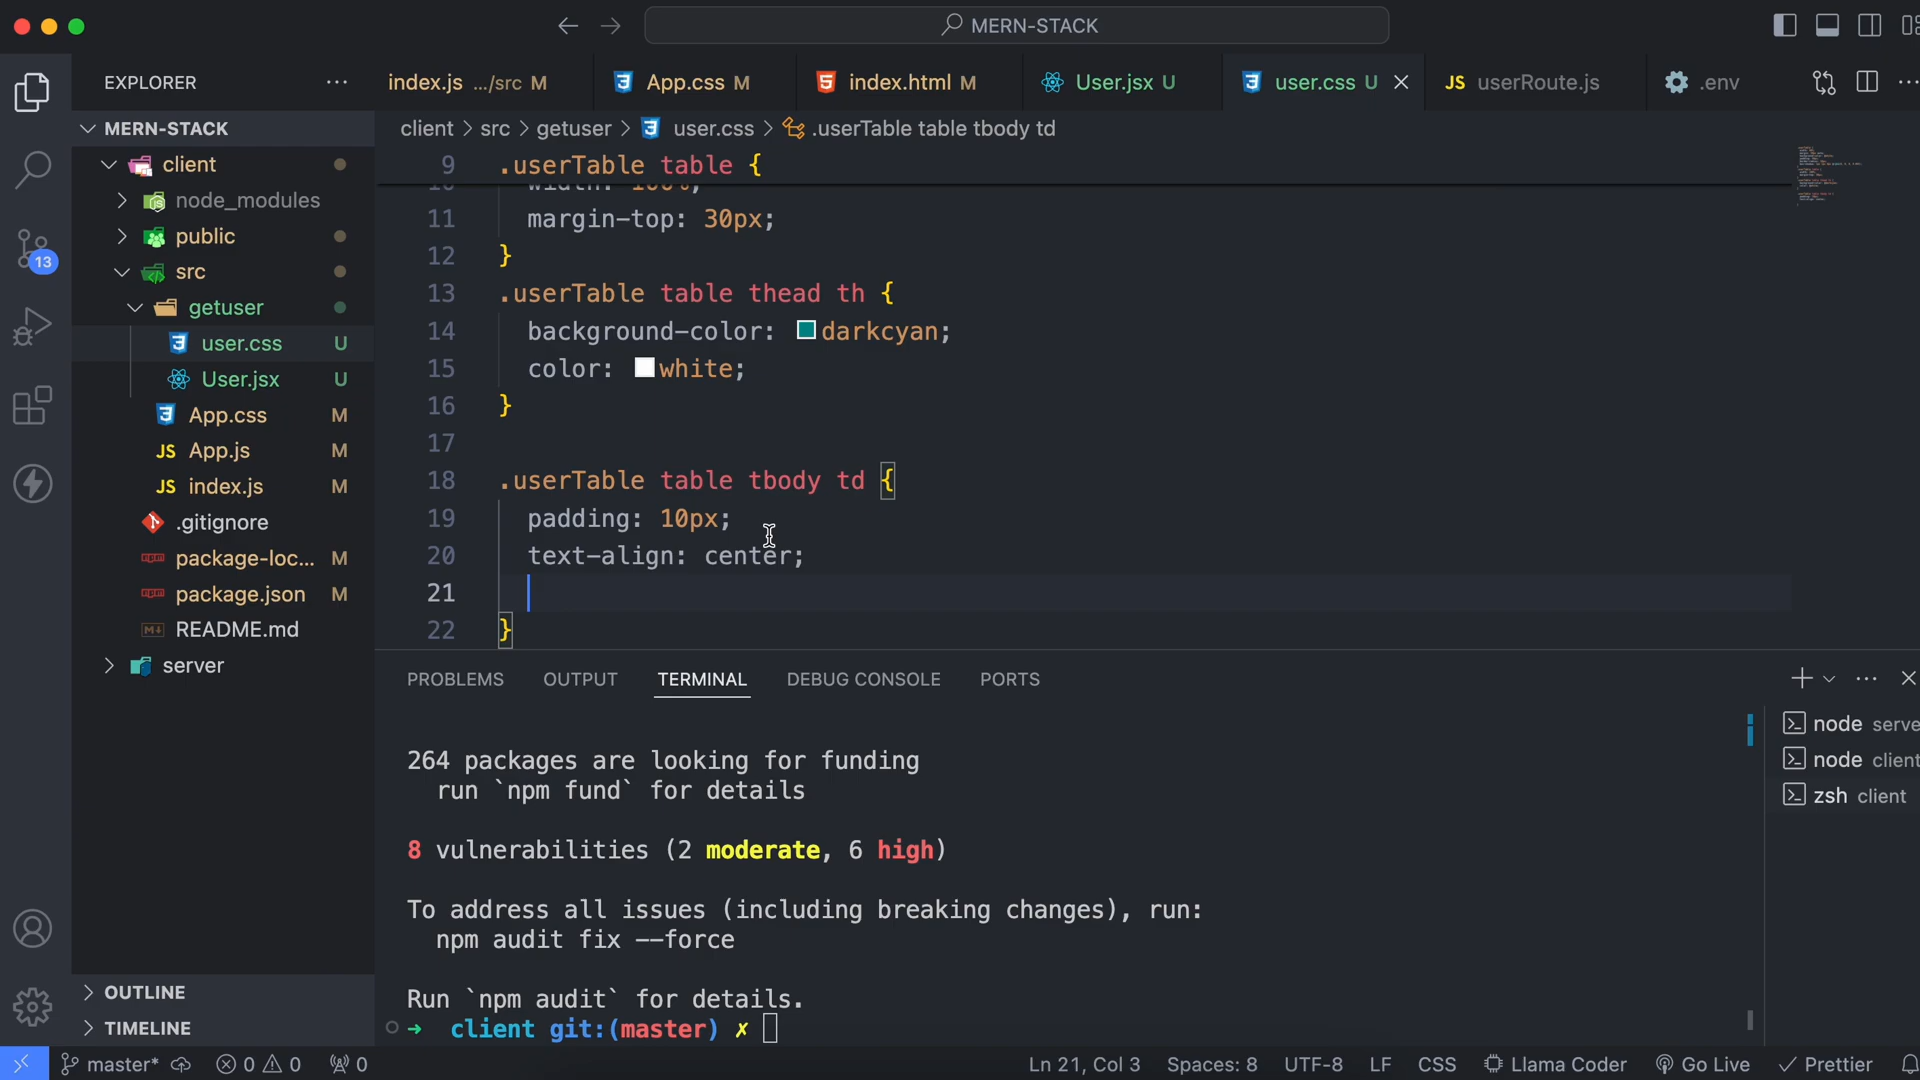 MERN-STACK
EXPLORER
index.js .../src M
App.css M
index.html M
User.jsx U
user.css U
JS userRoute.js
.env
MERN-STACK
client > src > getuser > user.css > .userTable table tbody td
client
node_modules
public
src
getuser
user.css U
User.jsx U
App.css M
JS App.js M
JS index.js M
.gitignore
package-loc... M
package.json M
README.md
server
OUTLINE
TIMELINE
13
9 .userTable table {
10 width: 100%;
11 margin-top: 30px;
12 }
13 .userTable table thead th {
14 background-color: darkcyan;
15 color: white;
16 }
17
18 .userTable table tbody td {
19 padding: 10px;
20 text-align: center;
21
22 }
PROBLEMS OUTPUT TERMINAL DEBUG CONSOLE PORTS
264 packages are looking for funding
run `npm fund` for details
8 vulnerabilities (2 moderate, 6 high)
To address all issues (including breaking changes), run:
npm audit fix --force
Run `npm audit` for details.
→ client git:(master) ✗
node serve
node client
zsh client
master* 0 0 0
Ln 21, Col 3 Spaces: 8 UTF-8 LF CSS Llama Coder Go Live Prettier